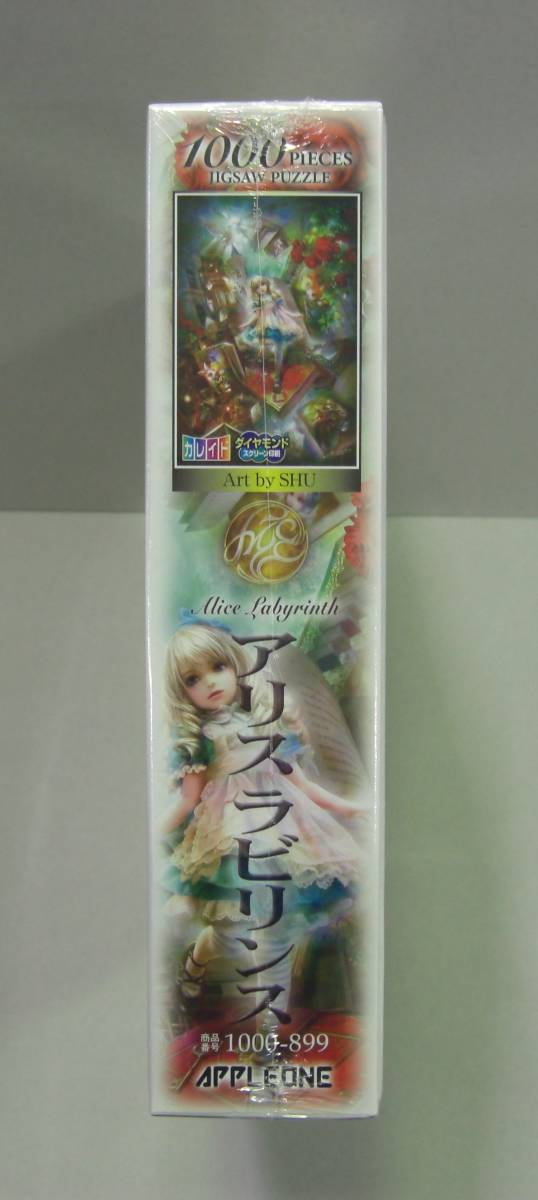 1000 PIECES
JIGSAW PUZZLE
カレイド
ダイヤモンド
スクリーン印刷
Art by SHU
Alice Labyrinth
アリスラビリンス
商品
番号 1000-899
APPLEONE